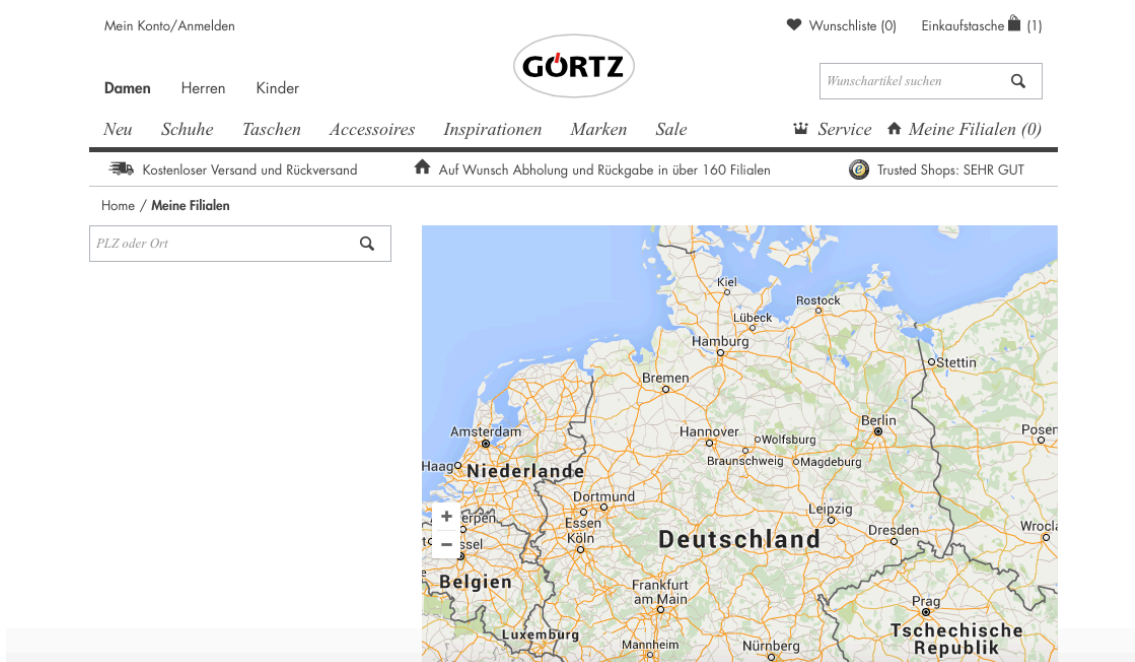 Mein Konto/Anmelden
Wunschliste (0) Einkaufstasche (1)
GÖRTZ
Wunschartikel suchen
Damen Herren Kinder
Neu Schuhe Taschen Accessoires Inspirationen Marken Sale Service Meine Filialen (0)
Kostenloser Versand und Rückversand Auf Wunsch Abholung und Rückgabe in über 160 Filialen Trusted Shops: SEHR GUT
Home / Meine Filialen
PLZ oder Ort
Kiel
Rostock
Lübeck
Hamburg
Stettin
Bremen
Berlin
Amsterdam
Hannover
Wolfsburg
Posen
Braunschweig
Magdeburg
Haag
Niederlande
Dortmund
Leipzig
+
Essen
Köln
Deutschland
Dresden
−
Belgien
Frankfurt
am Main
Prag
Luxemburg
Tschechische
Republik
Mannheim
Nürnberg